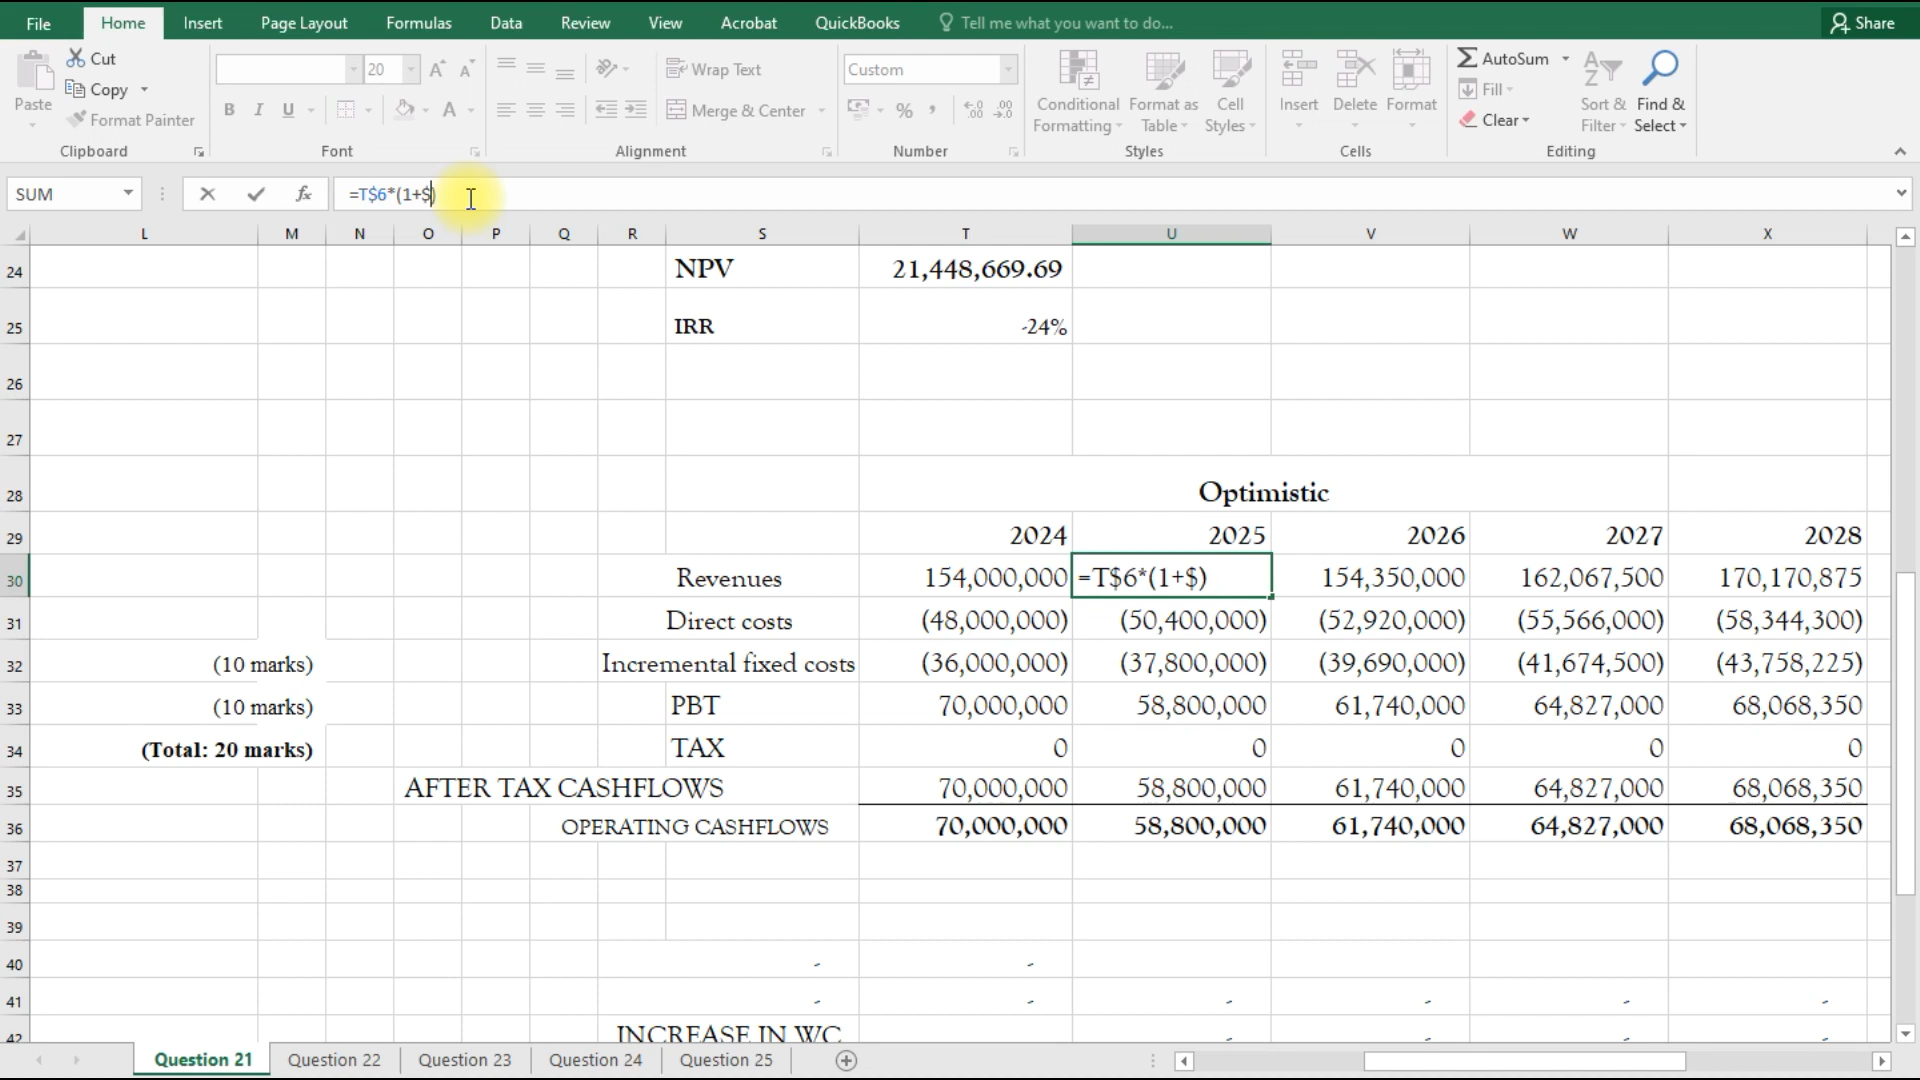 File Home Insert Page Layout Formulas Data Review View Acrobat QuickBooks Tell me what you want to do... Share
Paste Cut Copy Format Painter Clipboard
20 B I U A Font
Wrap Text Merge & Center Alignment
Custom % , Number
Conditional Formatting Format as Table Cell Styles Styles
Insert Delete Format Cells
AutoSum Fill Clear Sort & Filter Find & Select Editing
SUM fx =T$6*(1+$)
L M N O P Q R S T U V W X
24 NPV 21,448,669.69
25 IRR -24%
26
27
28 Optimistic
29 2024 2025 2026 2027 2028
30 Revenues 154,000,000 =T$6*(1+$) 154,350,000 162,067,500 170,170,875
31 Direct costs (48,000,000) (50,400,000) (52,920,000) (55,566,000) (58,344,300)
32 (10 marks) Incremental fixed costs (36,000,000) (37,800,000) (39,690,000) (41,674,500) (43,758,225)
33 (10 marks) PBT 70,000,000 58,800,000 61,740,000 64,827,000 68,068,350
34 (Total: 20 marks) TAX 0 0 0 0 0
35 AFTER TAX CASHFLOWS 70,000,000 58,800,000 61,740,000 64,827,000 68,068,350
36 OPERATING CASHFLOWS 70,000,000 58,800,000 61,740,000 64,827,000 68,068,350
37
38
39
40 - -
41 - - - - - -
42 INCREASE IN WC - - - -
Question 21 Question 22 Question 23 Question 24 Question 25